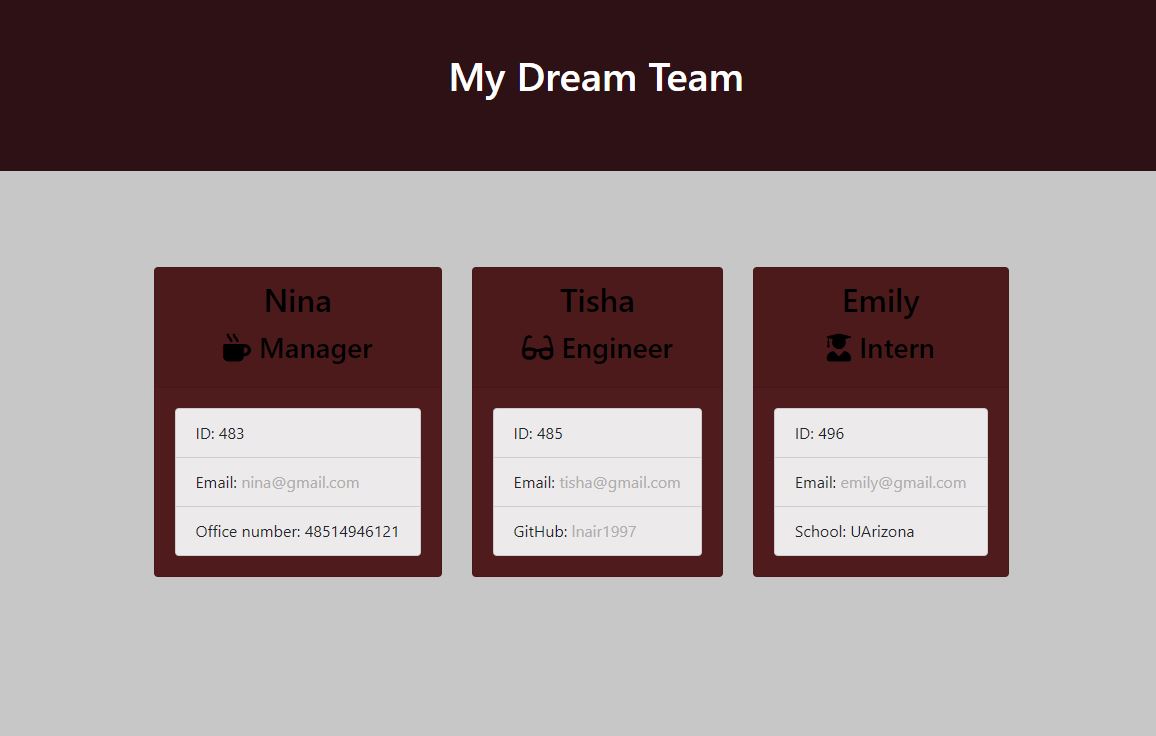 My Dream Team
Nina
Manager
ID: 483
Email: nina@gmail.com
Office number: 48514946121
Tisha
Engineer
ID: 485
Email: tisha@gmail.com
GitHub: lnair1997
Emily
Intern
ID: 496
Email: emily@gmail.com
School: UArizona